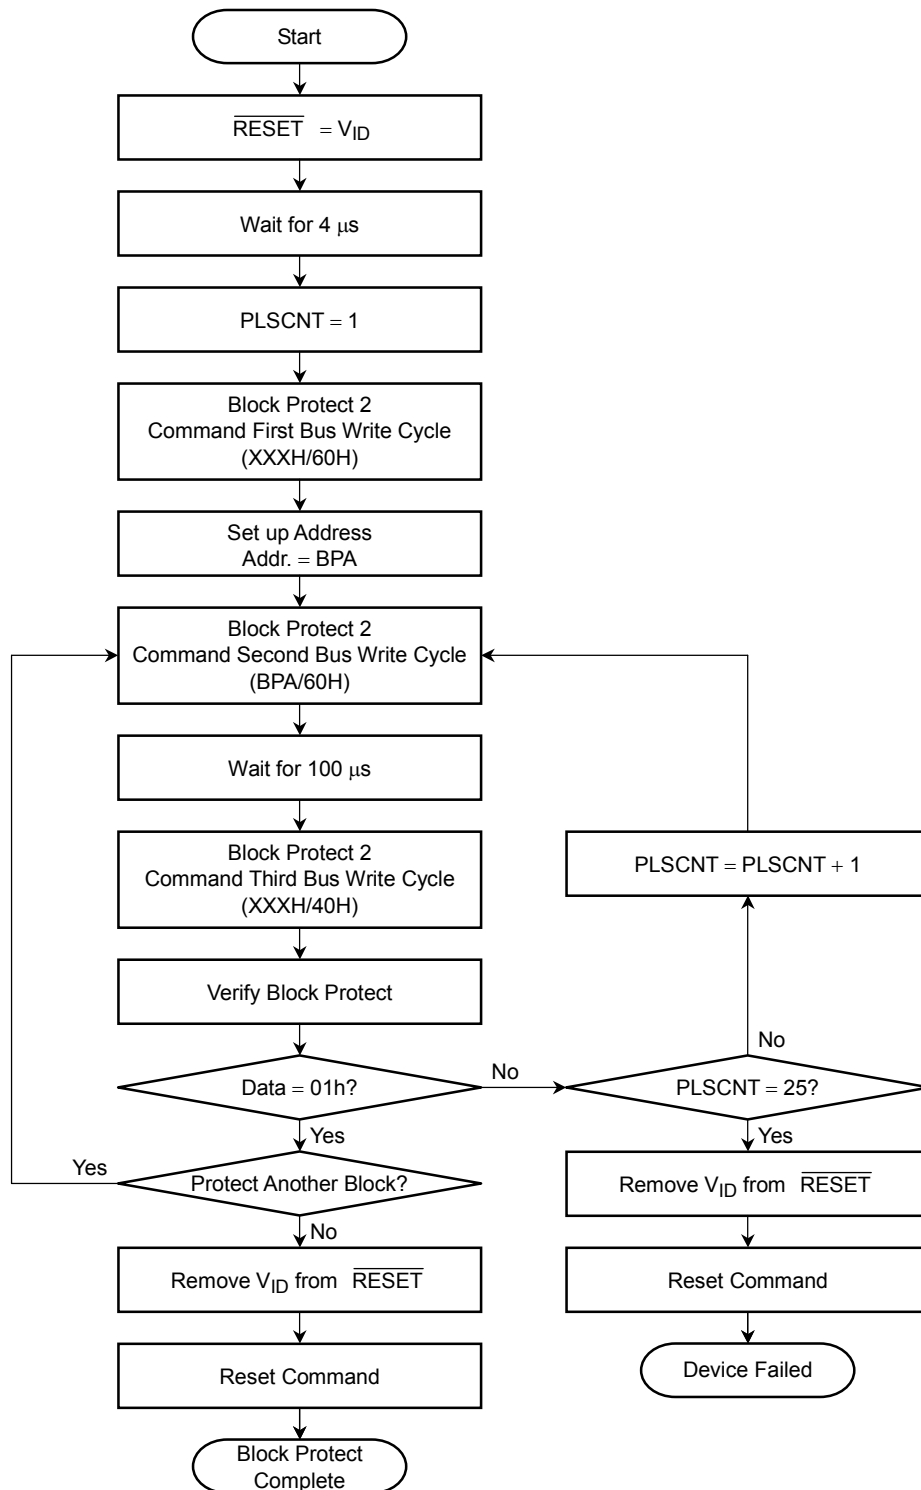 Start
RESET = VID
Wait for 4 μs
PLSCNT = 1
Block Protect 2
Command First Bus Write Cycle
(XXXH/60H)
Set up Address
Addr. = BPA
Block Protect 2
Command Second Bus Write Cycle
(BPA/60H)
Wait for 100 μs
Block Protect 2
Command Third Bus Write Cycle
(XXXH/40H)
PLSCNT = PLSCNT + 1
Verify Block Protect
No
Data = 01h?
No
PLSCNT = 25?
Yes
Yes
Yes
Protect Another Block?
Remove VID from RESET
No
Remove VID from RESET
Reset Command
Reset Command
Device Failed
Block Protect
Complete